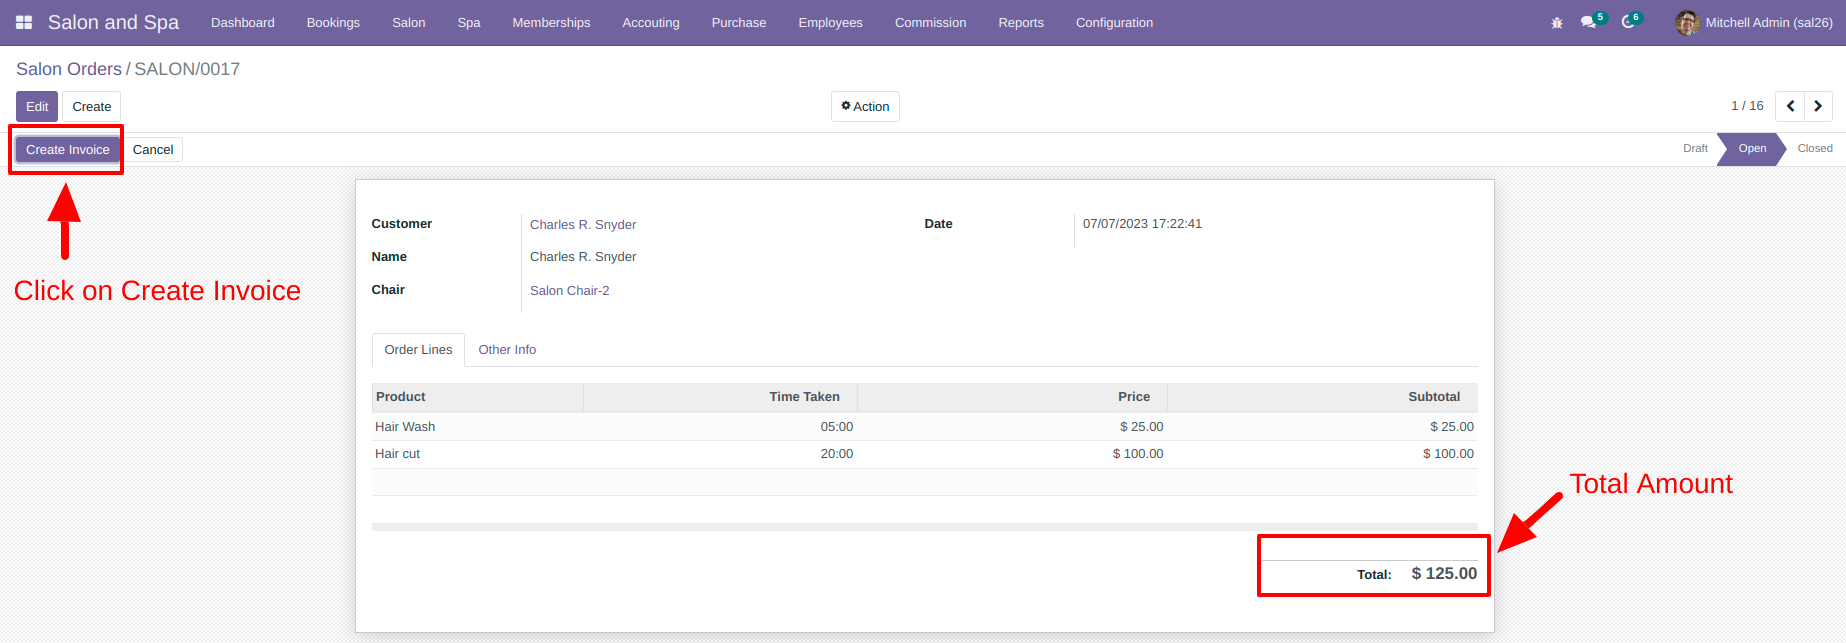 Salon and Spa Dashboard Bookings Salon Spa Memberships Accouting Purchase Employees Commission Reports Configuration 5 6 Mitchell Admin (sal26)
Salon Orders / SALON/0017
Edit Create Action 1 / 16
Create Invoice Cancel Draft Open Closed
Customer Charles R. Snyder Date 07/07/2023 17:22:41
Name Charles R. Snyder
Chair Salon Chair-2
Click on Create Invoice
Order Lines Other Info
Product Time Taken Price Subtotal
Hair Wash 05:00 $ 25.00 $ 25.00
Hair cut 20:00 $ 100.00 $ 100.00
Total Amount
Total: $ 125.00